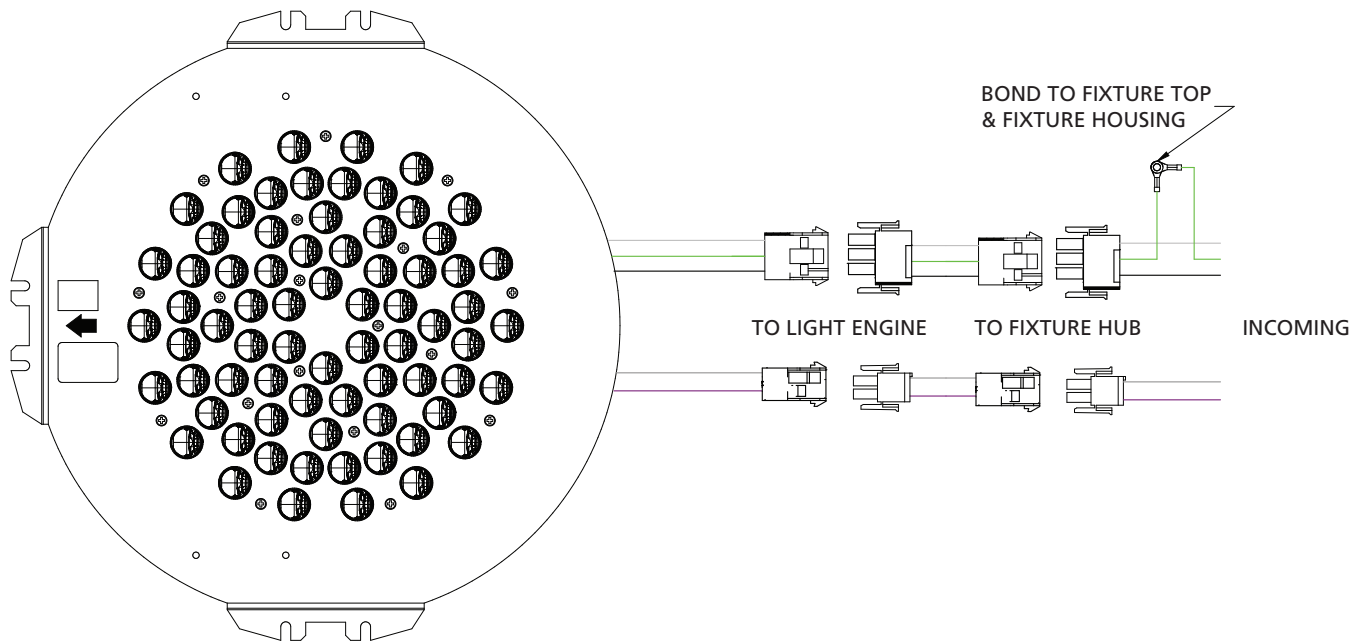 BOND TO FIXTURE TOP
& FIXTURE HOUSING
TO LIGHT ENGINE
TO FIXTURE HUB
INCOMING